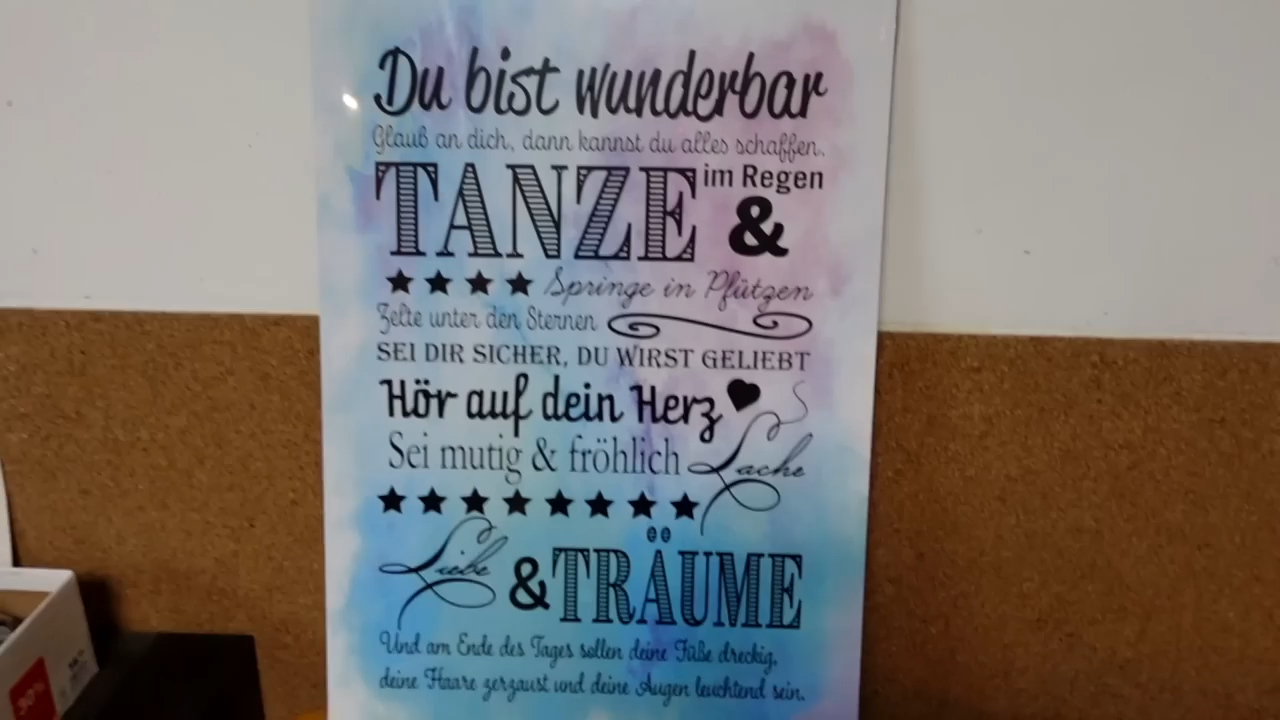 Du bist wunderbar
Glaub an dich, dann kannst du alles schaffen.
TANZE im Regen
&
Springe in Pfützen
Zelte unter den Sternen
SEI DIR SICHER, DU WIRST GELIEBT
Hör auf dein Herz
Sei mutig & fröhlich Lache
Liebe & TRÄUME
Und am Ende des Tages sollen deine Füße dreckig,
deine Haare zerzaust und deine Augen leuchtend sein.